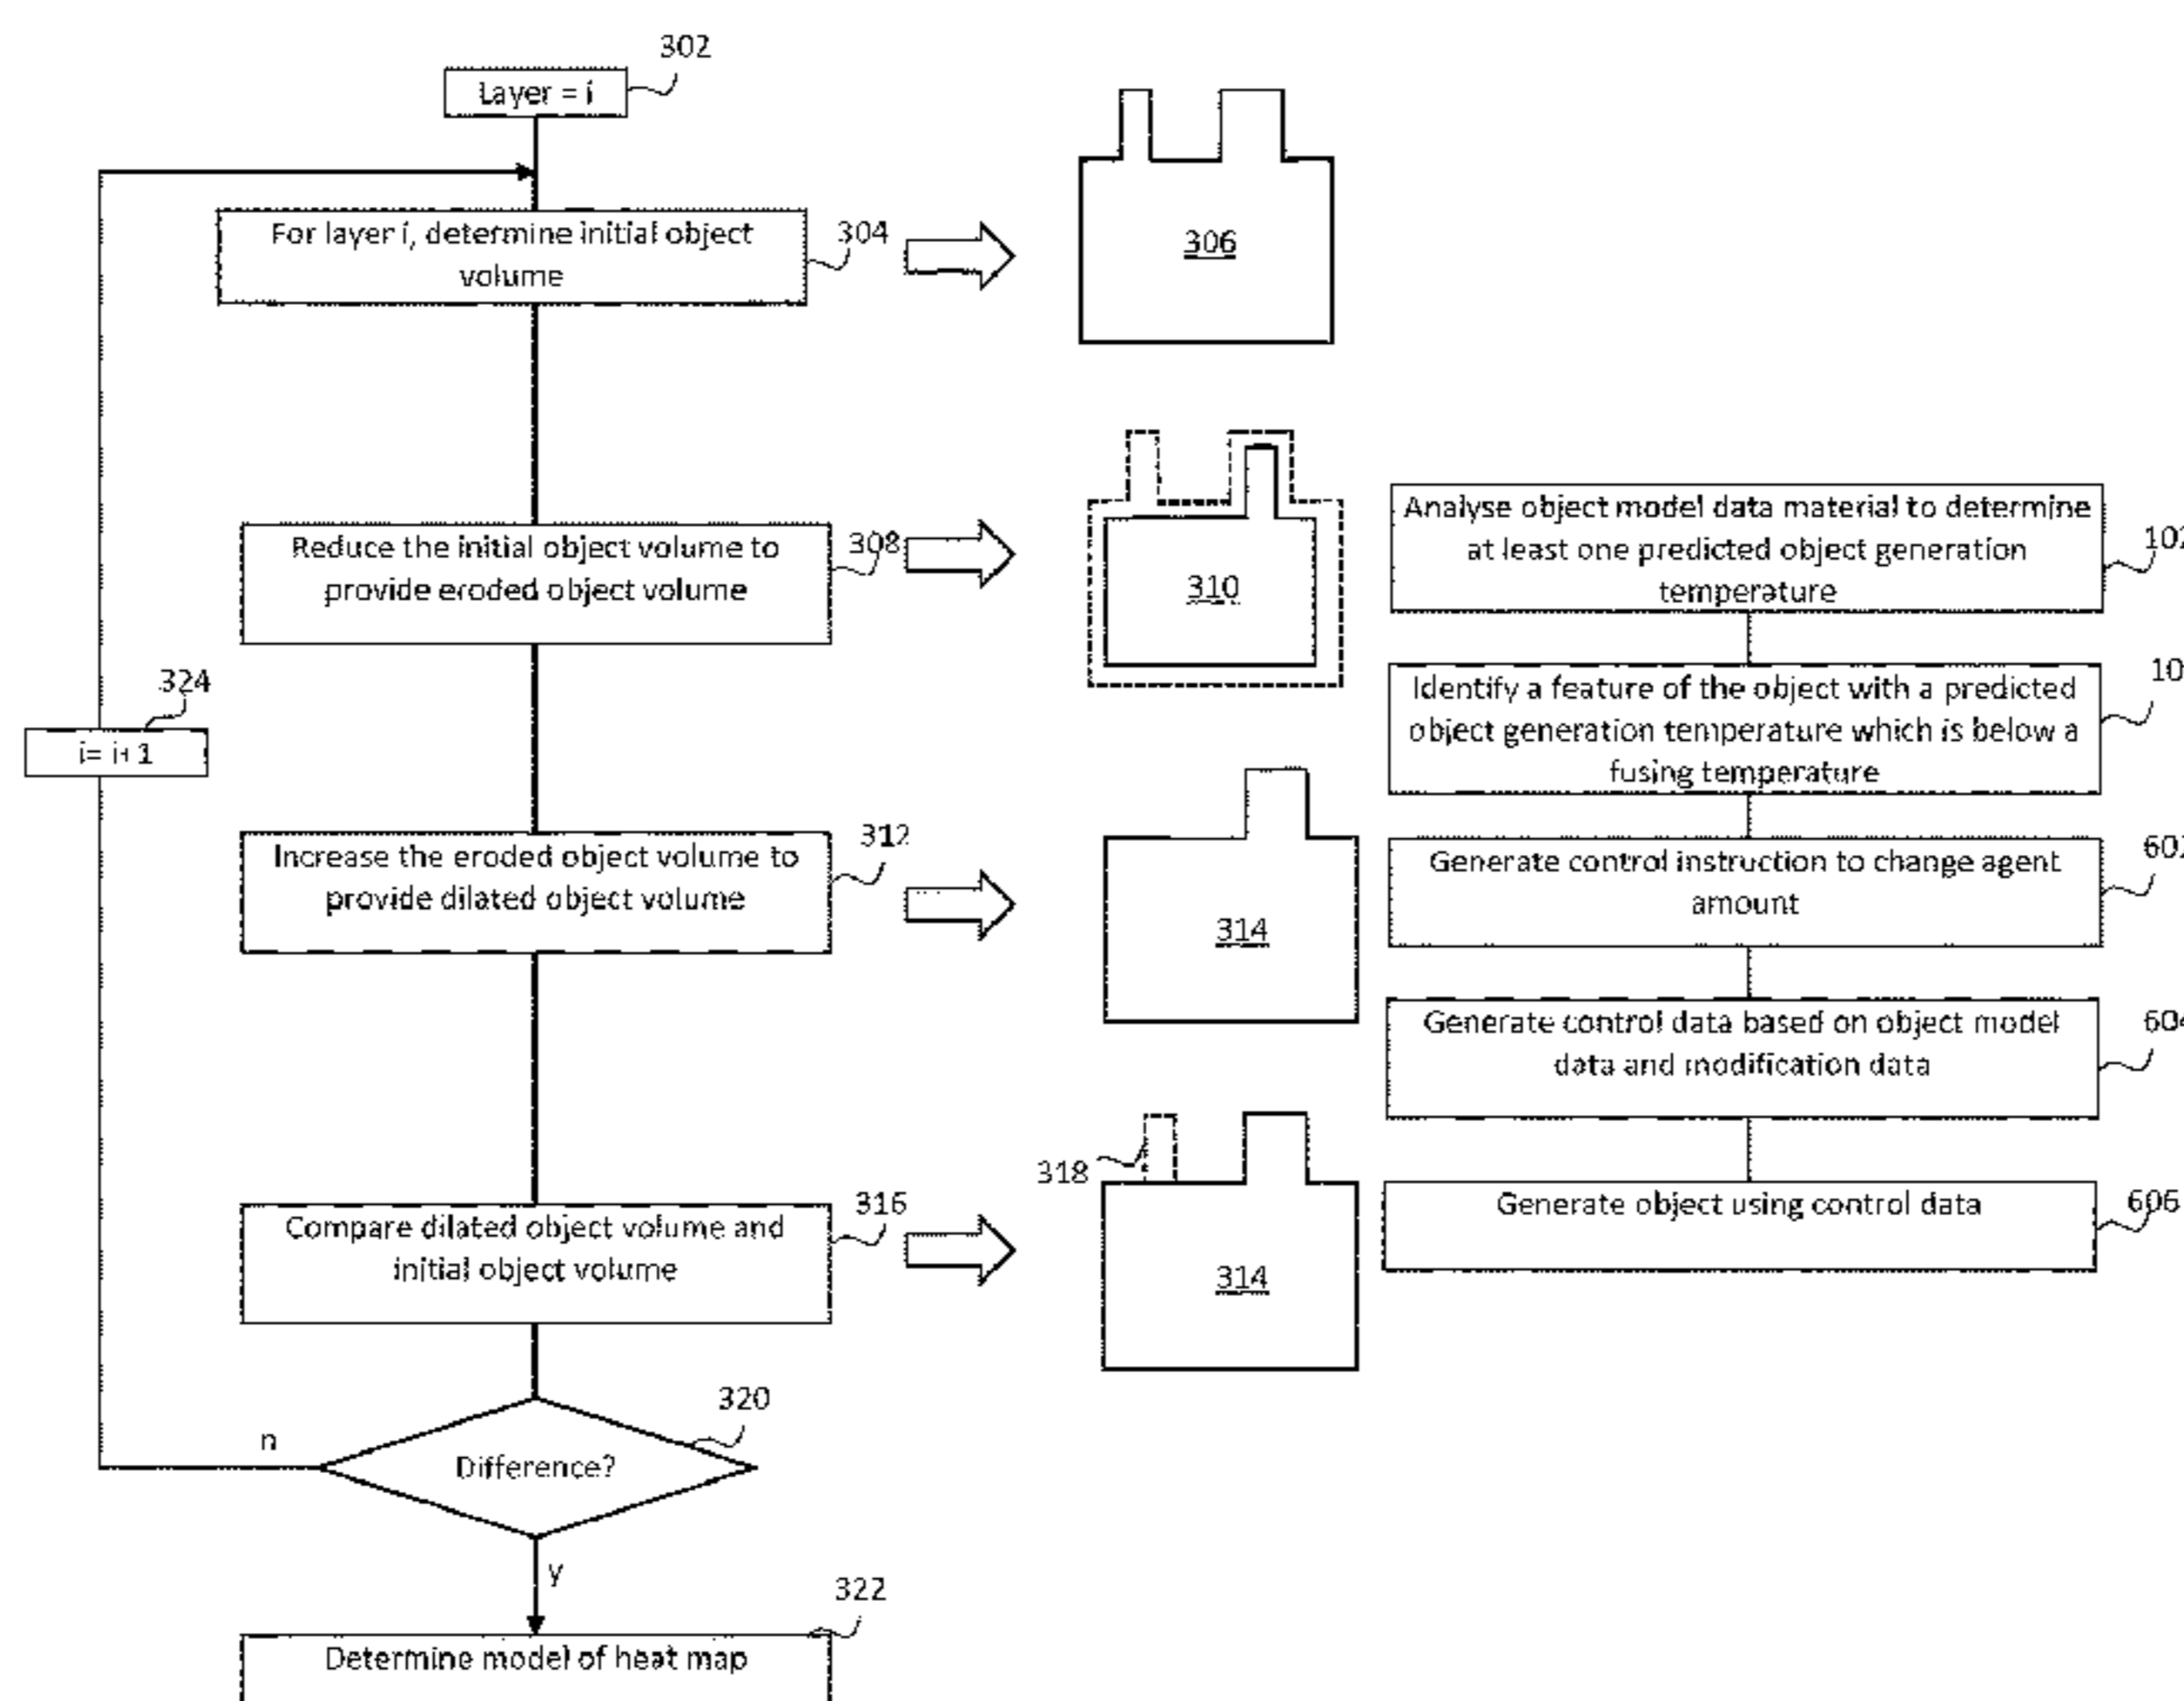 302
Layer = i
For layer i, determine initial object
volume
304
306
Reduce the initial object volume to
provide eroded object volume
308
310
324
i= i+1
Increase the eroded object volume to
provide dilated object volume
312
314
Compare dilated object volume and
initial object volume
316
318
314
320
Difference?
n
y
322
Determine model of heat map
Analyse object model data material to determine
at least one predicted object generation
temperature
102
Identify a feature of the object with a predicted
object generation temperature which is below a
fusing temperature
10
Generate control instruction to change agent
amount
602
Generate control data based on object model
data and modification data
604
Generate object using control data
606